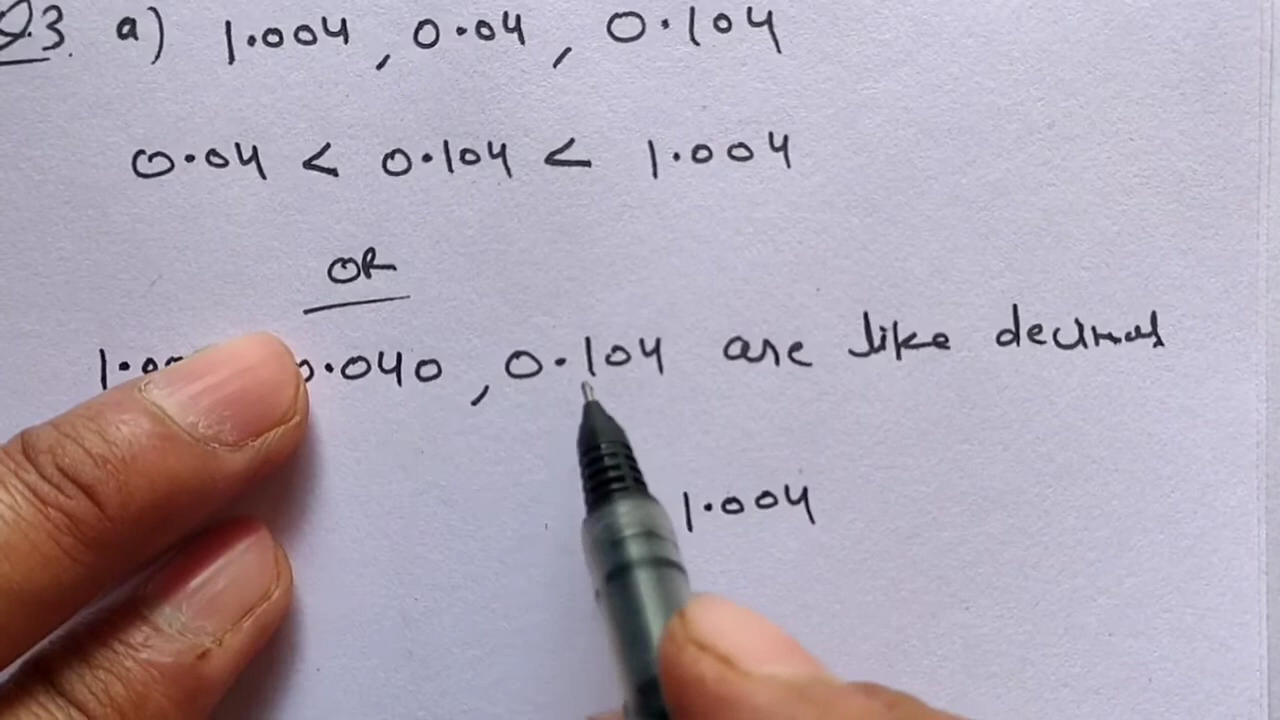 Q3. a) 1.004 , 0.04 , 0.104
0.04 < 0.104 < 1.004
OR
0.040 , 0.104 are like decimal
1.004